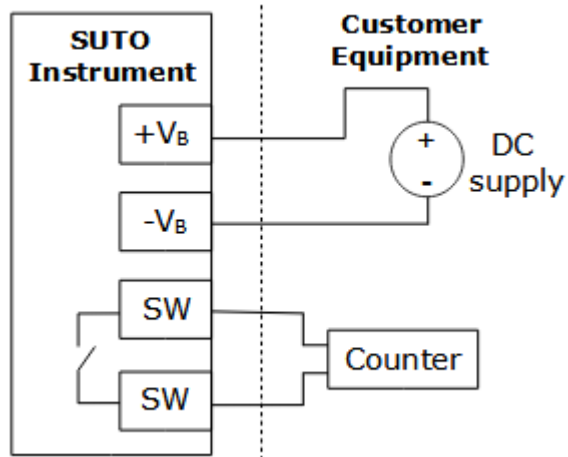 SUTO
Instrument
Customer
Equipment
+VB
-VB
SW
SW
+
-
DC
supply
Counter